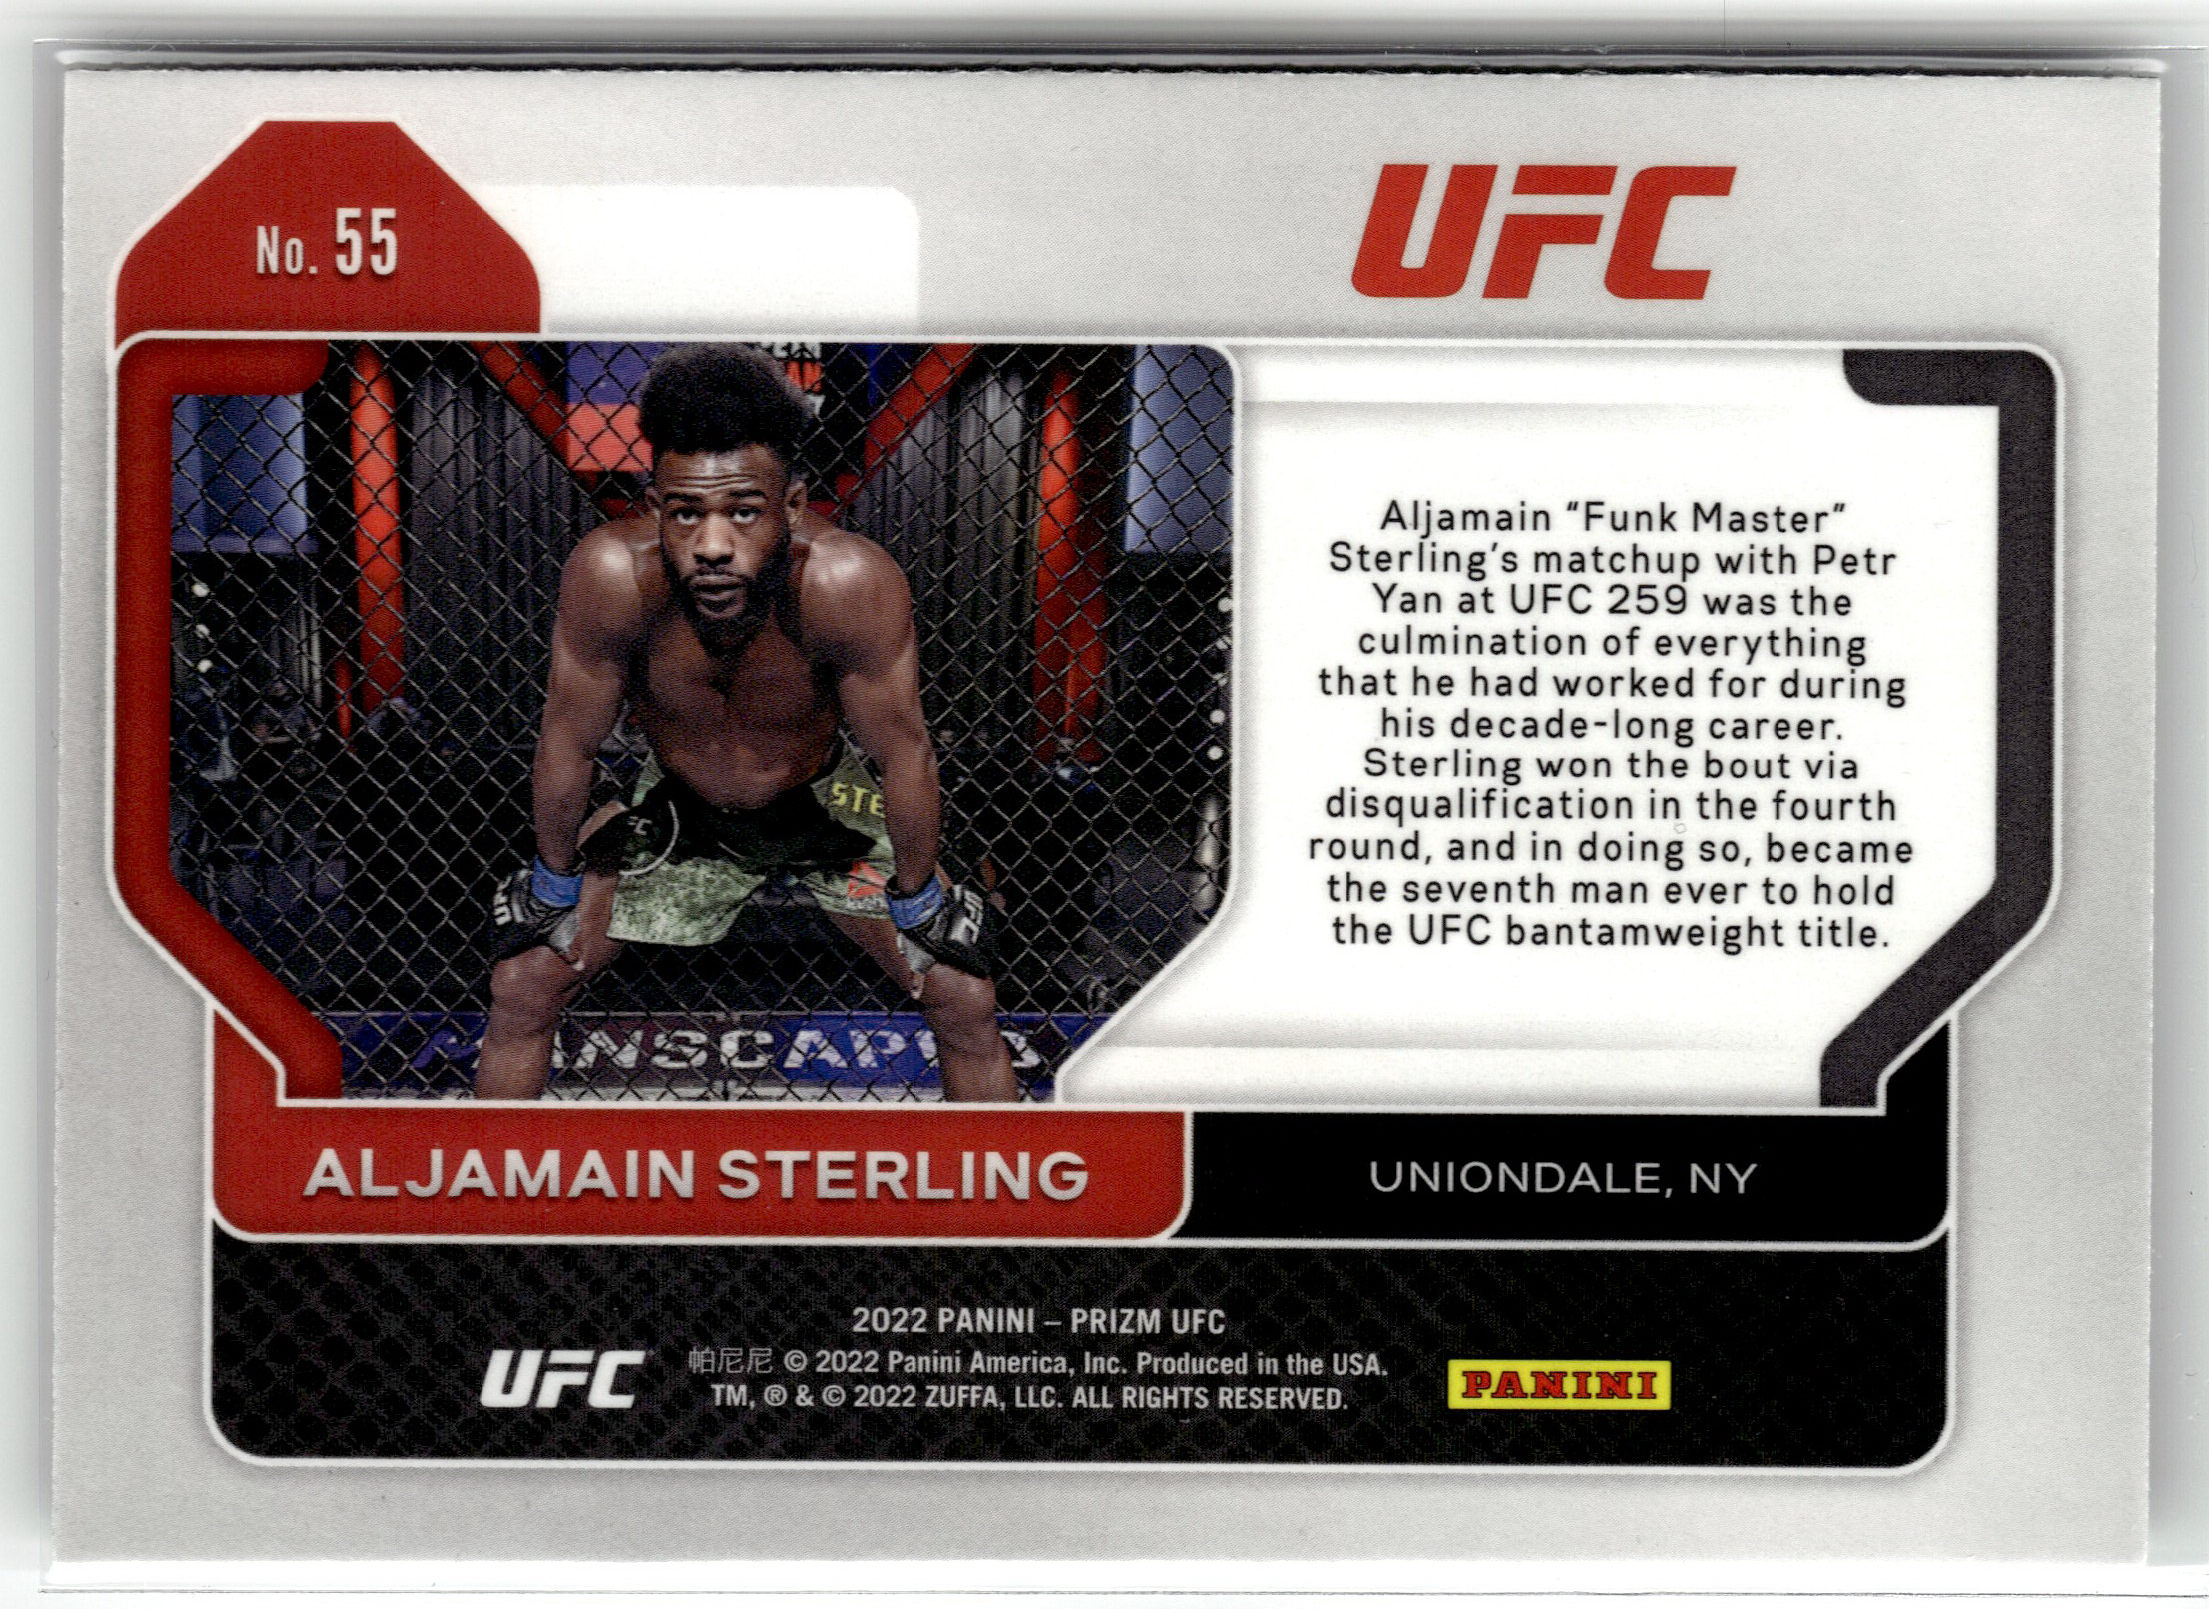 No. 55
UFC
STE
Aljamain “Funk Master”
Sterling’s matchup with Petr
Yan at UFC 259 was the
culmination of everything
that he had worked for during
his decade-long career.
Sterling won the bout via
disqualification in the fourth
round, and in doing so, became
the seventh man ever to hold
the UFC bantamweight title.
ALJAMAIN STERLING
UNIONDALE, NY
2022 PANINI – PRIZM UFC
UFC
帕尼尼 © 2022 Panini America, Inc. Produced in the USA.
TM, ® & © 2022 ZUFFA, LLC. ALL RIGHTS RESERVED.
PANINI